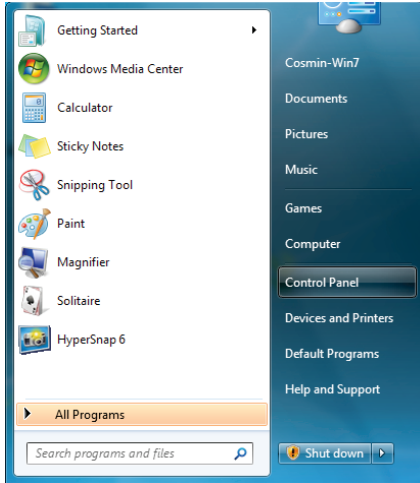 Getting Started
Windows Media Center
Calculator
Sticky Notes
Snipping Tool
Paint
Magnifier
Solitaire
HyperSnap 6
All Programs
Search programs and files
Cosmin-Win7
Documents
Pictures
Music
Games
Computer
Control Panel
Devices and Printers
Default Programs
Help and Support
Shut down